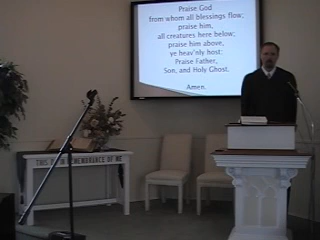 Praise God
from whom all blessings flow;
praise him,
all creatures here below;
praise him above,
ye heav'nly host:
Praise Father,
Son, and Holy Ghost.
Amen.
THIS DO IN REMEMBRANCE OF ME